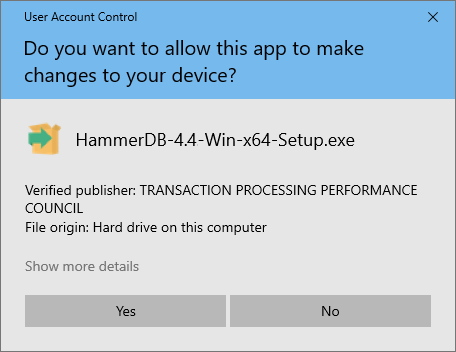 User Account Control
Do you want to allow this app to make
changes to your device?
HammerDB-4.4-Win-x64-Setup.exe
Verified publisher: TRANSACTION PROCESSING PERFORMANCE
COUNCIL
File origin: Hard drive on this computer
Show more details
Yes
No